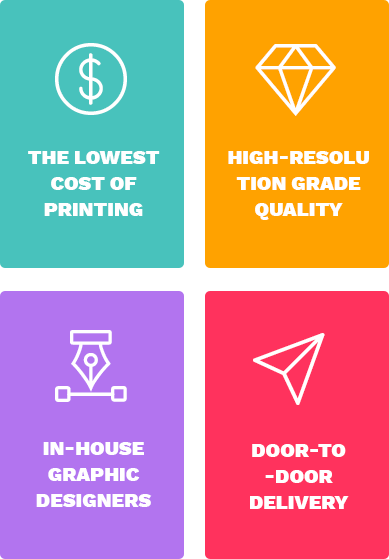 THE LOWEST
COST OF
PRINTING
HIGH-RESOLU
TION GRADE
QUALITY
IN-HOUSE
GRAPHIC
DESIGNERS
DOOR-TO
-DOOR
DELIVERY